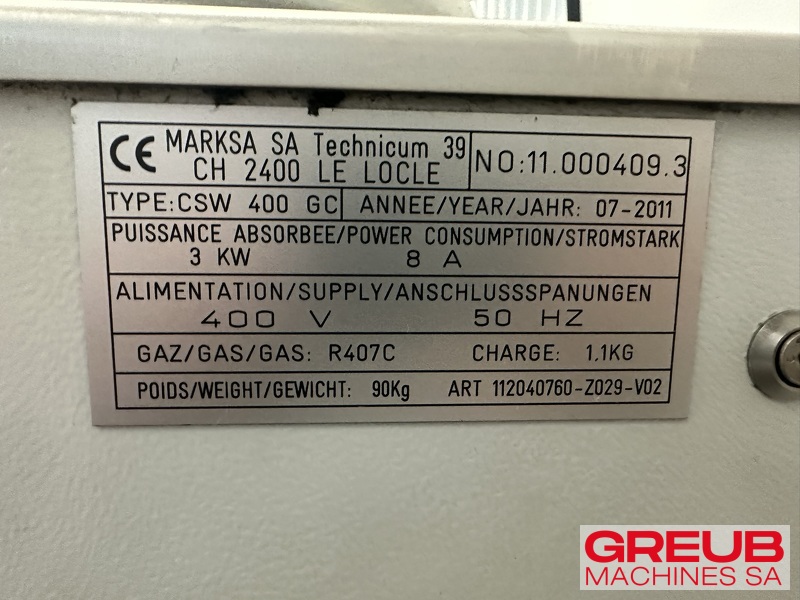 CE MARKSA SA Technicum 39
CH 2400 LE LOCLE
NO:11.000409.3
TYPE:CSW 400 GC
ANNEE/YEAR/JAHR: 07-2011
PUISSANCE ABSORBEE/POWER CONSUMPTION/STROMSTARK
3 KW 8 A
ALIMENTATION/SUPPLY/ANSCHLUSSSPANUNGEN
400 V 50 HZ
GAZ/GAS/GAS: R407C CHARGE: 1.1KG
POIDS/WEIGHT/GEWICHT: 90Kg ART 112040760-Z029-V02
GREUB
MACHINES SA